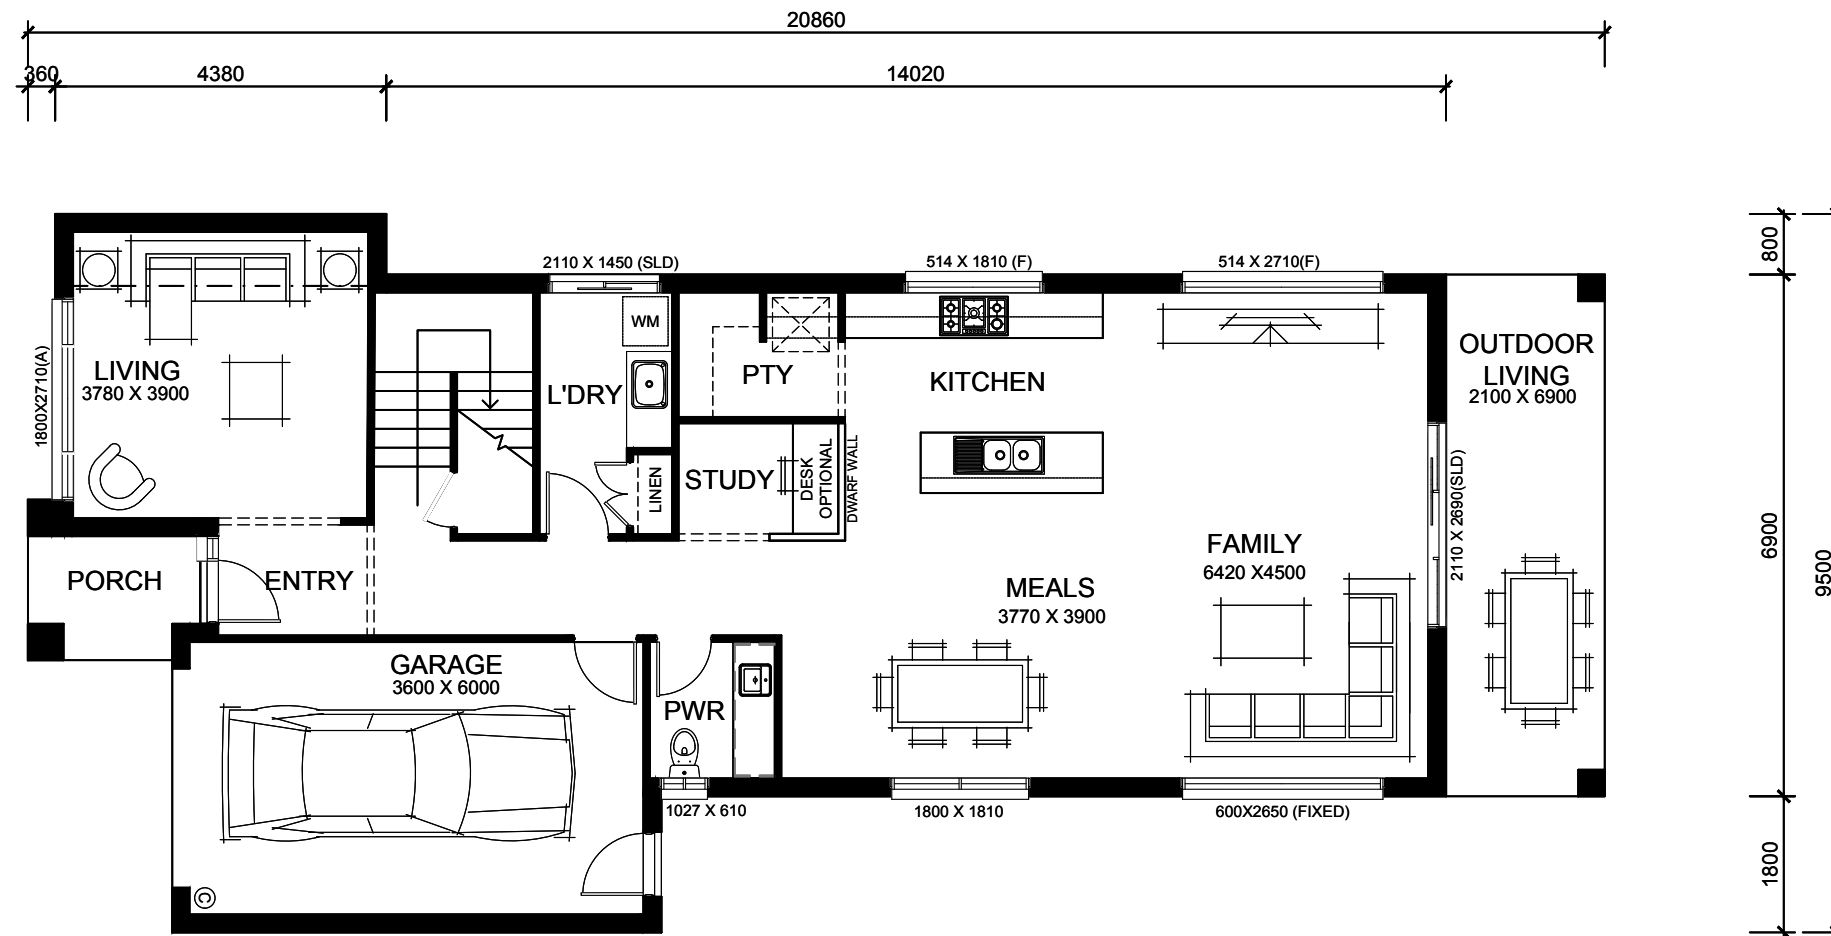 20860
360
4380
14020
800
2110 X 1450 (SLD)
514 X 1810 (F)
514 X 2710(F)
WM
1800X2710(A)
LIVING
3780 X 3900
L'DRY
PTY
KITCHEN
OUTDOOR
LIVING
2100 X 6900
LINEN
STUDY
DESK
OPTIONAL
DWARF WALL
2110 X 2690(SLD)
6900
9500
PORCH
ENTRY
FAMILY
6420 X4500
MEALS
3770 X 3900
GARAGE
3600 X 6000
PWR
1027 X 610
1800 X 1810
600X2650 (FIXED)
1800
C